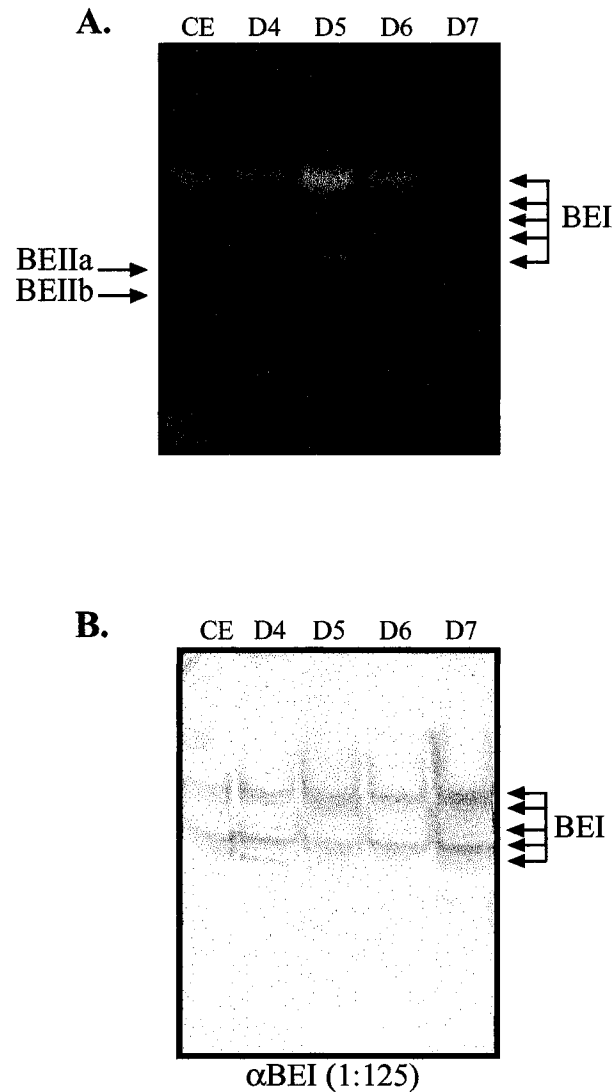 A.
CE D4 D5 D6 D7
BEI
BEIIa
BEIIb
B.
CE D4 D5 D6 D7
BEI
αBEI (1:125)